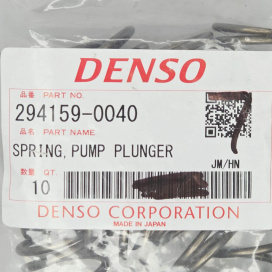 DENSO
品番 PART NO.
294159-0040
品名 PART NAME
SPRING, PUMP PLUNGER
JM/HN
数量 QT
10
7
DENSO CORPORATION
MADE IN JAPAN